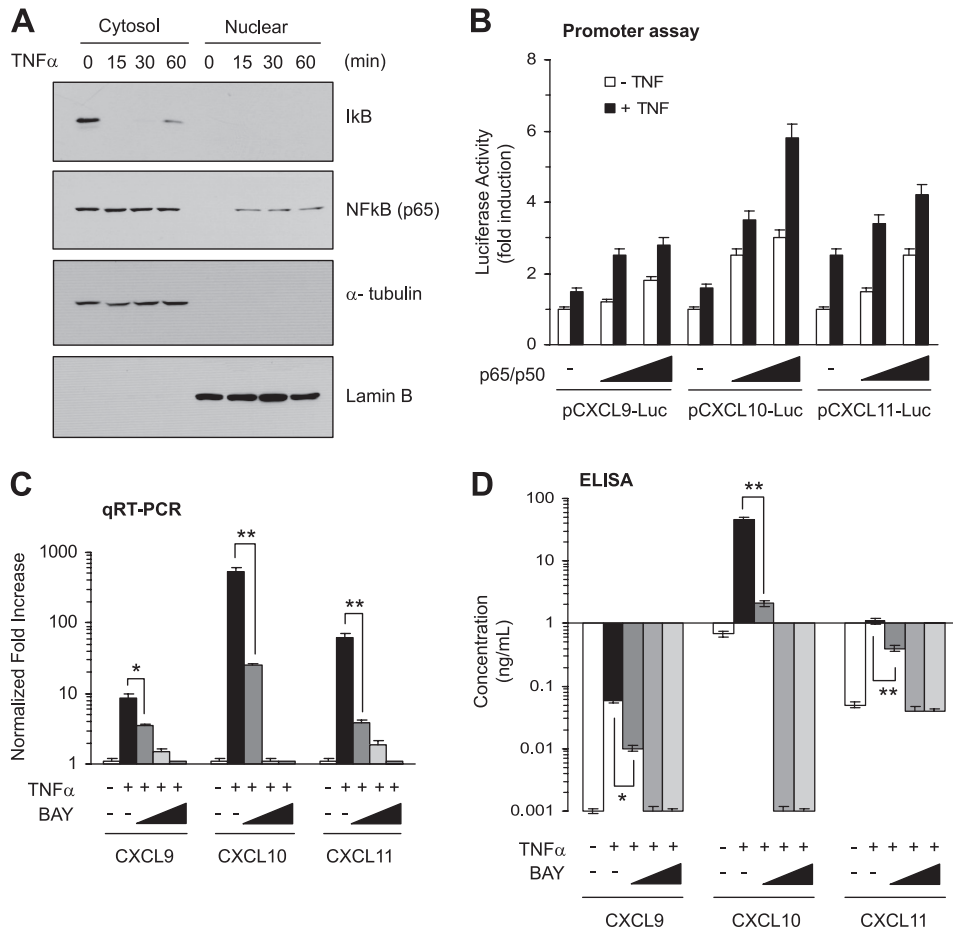 A
Cytosol Nuclear
TNFα 0 15 30 60 0 15 30 60 (min)
IkB
NFkB (p65)
α- tubulin
Lamin B
B
Promoter assay
- TNF
+ TNF
Luciferase Activity
(fold induction)
8
6
4
2
0
p65/p50 - - -
pCXCL9-Luc pCXCL10-Luc pCXCL11-Luc
C
qRT-PCR
Normalized Fold Increase
1000
100
10
1
* ** **
TNFα - + + + + - + + + + - + + + +
BAY - - - - - -
CXCL9 CXCL10 CXCL11
D
ELISA
Concentration
(ng/mL)
100
10
1
0.1
0.01
0.001
* ** **
TNFα - + + + + - + + + + - + + + +
BAY - - - - - -
CXCL9 CXCL10 CXCL11